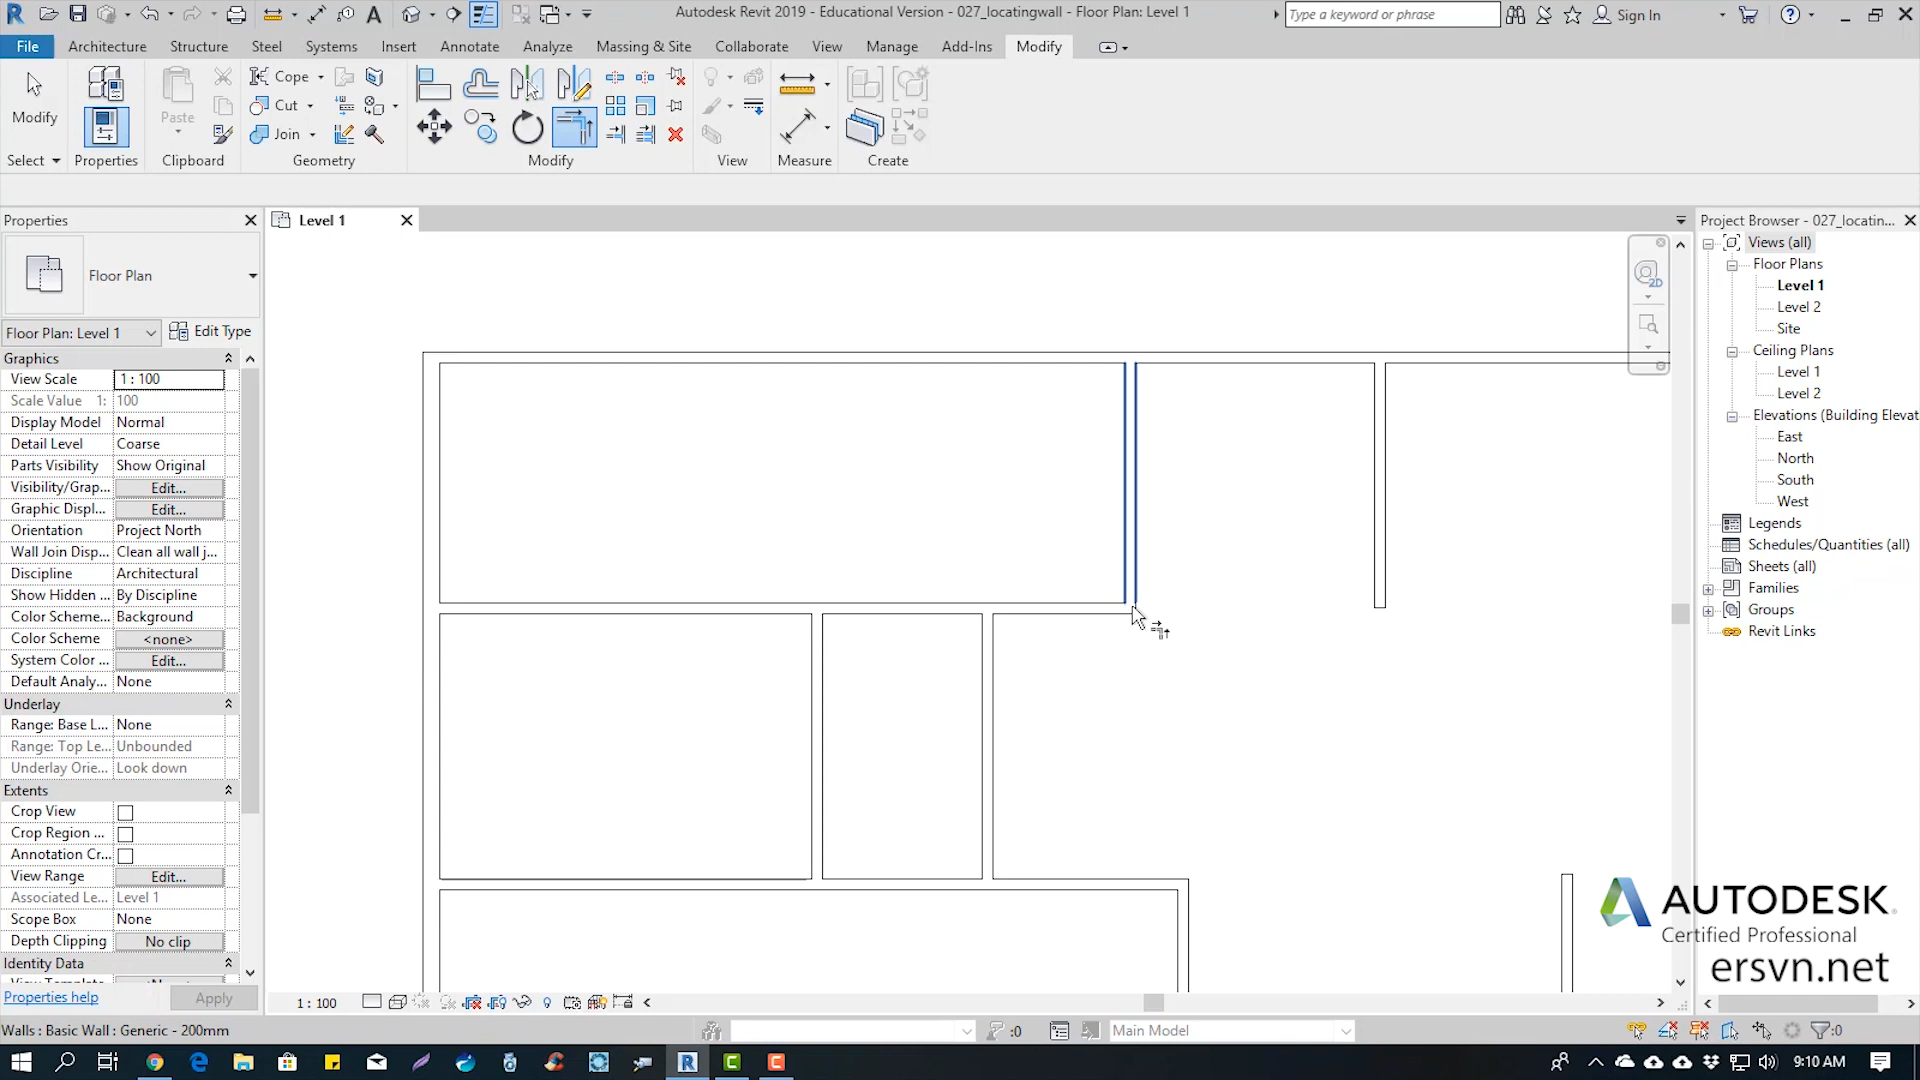 Autodesk Revit 2019 - Educational Version - 027_locatingwall - Floor Plan: Level 1
Type a keyword or phrase
Sign In
File Architecture Structure Steel Systems Insert Annotate Analyze Massing & Site Collaborate View Manage Add-Ins Modify
Modify
Paste
Cope
Cut
Join
Select Properties Clipboard Geometry Modify View Measure Create
Properties
Floor Plan
Floor Plan: Level 1
Edit Type
Graphics
View Scale 1 : 100
Scale Value 1: 100
Display Model Normal
Detail Level Coarse
Parts Visibility Show Original
Visibility/Grap... Edit...
Graphic Displ... Edit...
Orientation Project North
Wall Join Disp... Clean all wall j...
Discipline Architectural
Show Hidden ... By Discipline
Color Scheme... Background
Color Scheme <none>
System Color ... Edit...
Default Analy... None
Underlay
Range: Base L... None
Range: Top Le... Unbounded
Underlay Orie... Look down
Extents
Crop View
Crop Region ...
Annotation Cr...
View Range Edit...
Associated Le... Level 1
Scope Box None
Depth Clipping No clip
Identity Data
Properties help
Apply
Level 1
2D
1 : 100
Project Browser - 027_locatin...
Views (all)
Floor Plans
Level 1
Level 2
Site
Ceiling Plans
Level 1
Level 2
Elevations (Building Elevat
East
North
South
West
Legends
Schedules/Quantities (all)
Sheets (all)
Families
Groups
Revit Links
AUTODESK
Certified Professional
ersvn.net
Walls : Basic Wall : Generic - 200mm
:0
Main Model
:0
9:10 AM